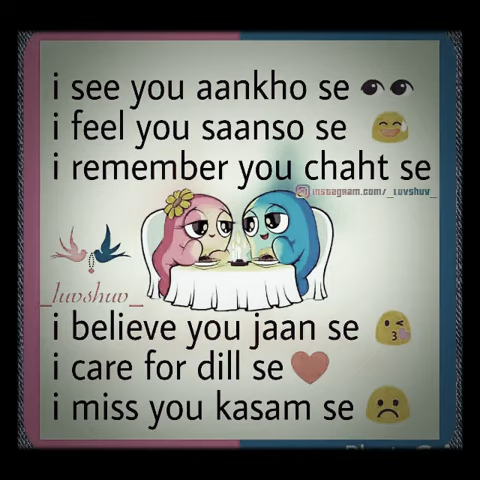 i see you aankho se
i feel you saanso se
i remember you chaht se
instagram.com/_luvshuv_
_luvshuv_
i believe you jaan se
i care for dill se
i miss you kasam se